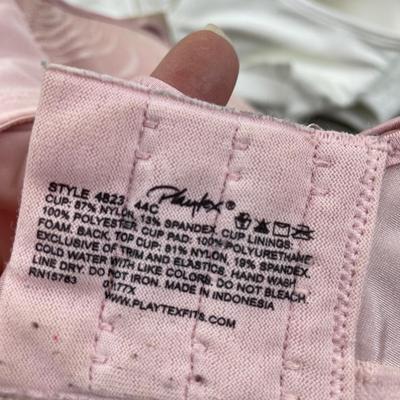 STYLE 4823 44C Playtex®
CUP: 87% NYLON, 13% SPANDEX. CUP LININGS:
100% POLYESTER CUP PAD: 100% POLYURETHANE
FOAM. BACK, TOP CUP: 81% NYLON, 19% SPANDEX.
EXCLUSIVE OF TRIM AND ELASTICS. HAND WASH
COLD WATER WITH LIKE COLORS. DO NOT BLEACH.
LINE DRY. DO NOT IRON. MADE IN INDONESIA
RN15763
WWW.PLAYTEXFITS.COM